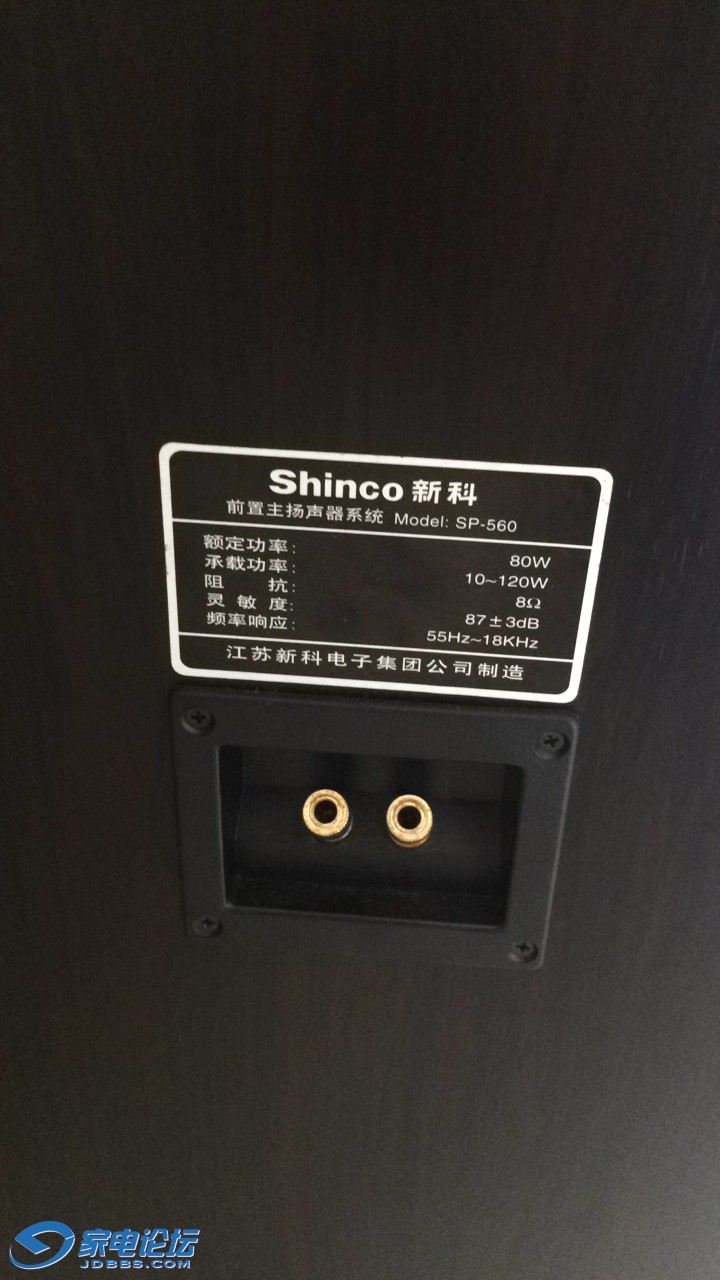 Shinco 新科
前置主扬声器系统 Model: SP-560
额定功率: 80W
承载功率: 10~120W
阻 抗: 8Ω
灵敏度: 87±3dB
频率响应: 55Hz~18KHz
江苏新科电子集团公司制造
家电论坛
JDBBS.COM